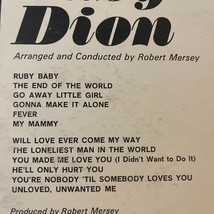 Dion
Arranged and Conducted by Robert Mersey
RUBY BABY
THE END OF THE WORLD
GO AWAY LITTLE GIRL
GONNA MAKE IT ALONE
FEVER
MY MAMMY
WILL LOVE EVER COME MY WAY
THE LONELIEST MAN IN THE WORLD
YOU MADE ME LOVE YOU (I Didn't Want to Do It)
HE'LL ONLY HURT YOU
YOU'RE NOBODY 'TIL SOMEBODY LOVES YOU
UNLOVED, UNWANTED ME
Produced by Robert Mersey